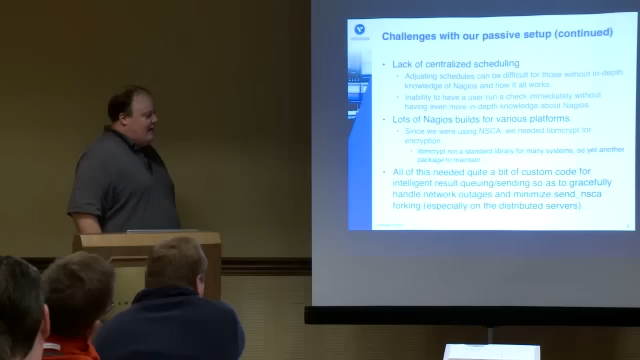 Challenges with our passive setup (continued)
• Lack of centralized scheduling
• Adjusting schedules can be difficult for those without in-depth
knowledge of Nagios and how it all works.
• Inability to have a user run a check immediately without
having even more in-depth knowledge about Nagios.
• Lots of Nagios builds for various platforms.
• Since we were using NSCA, we needed libmcrypt for
encryption.
• libmcrypt not a standard library for many systems, so yet another
package to maintain.
• All of this needed quite a bit of custom code for
intelligent result queuing/sending so as to gracefully
handle network outages and minimize send_nsca
forking (especially on the distributed servers).